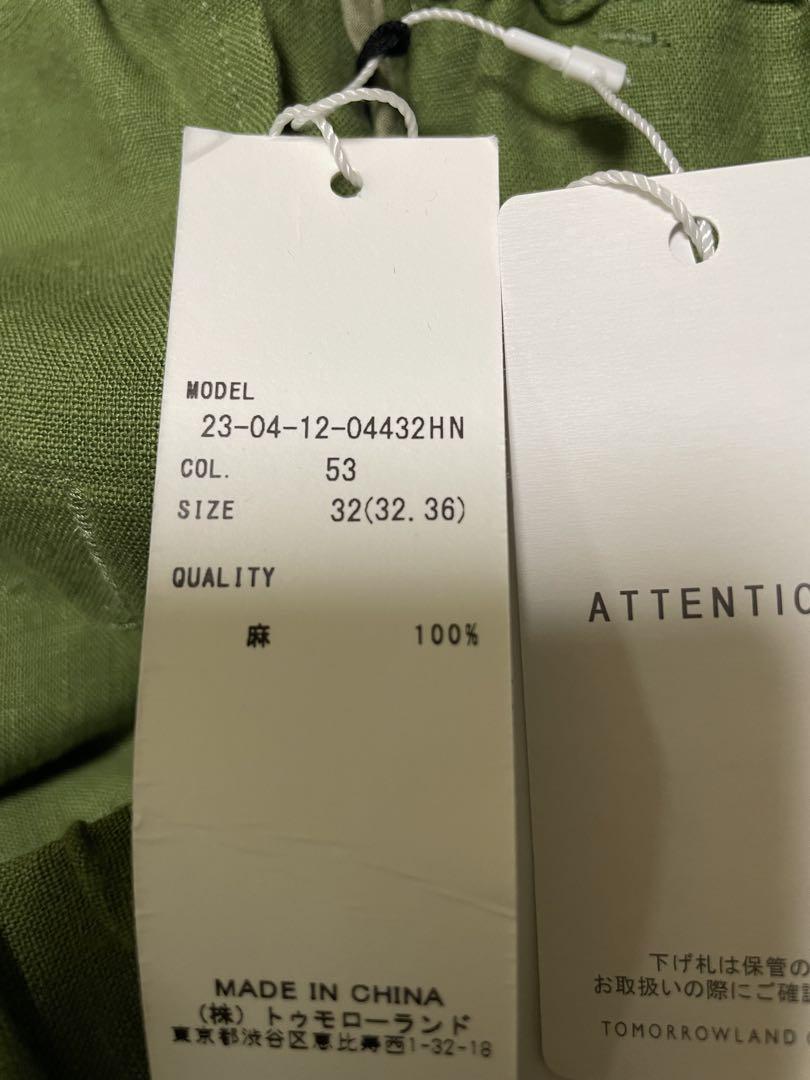 MODEL
23-04-12-04432HN
COL. 53
SIZE 32(32.36)
QUALITY
麻 100%
MADE IN CHINA
(株) トゥモローランド
東京都渋谷区恵比寿西1-32-18
ATTENTIO
下げ札は保管の
お取扱いの際にご確認
TOMORROWLAND